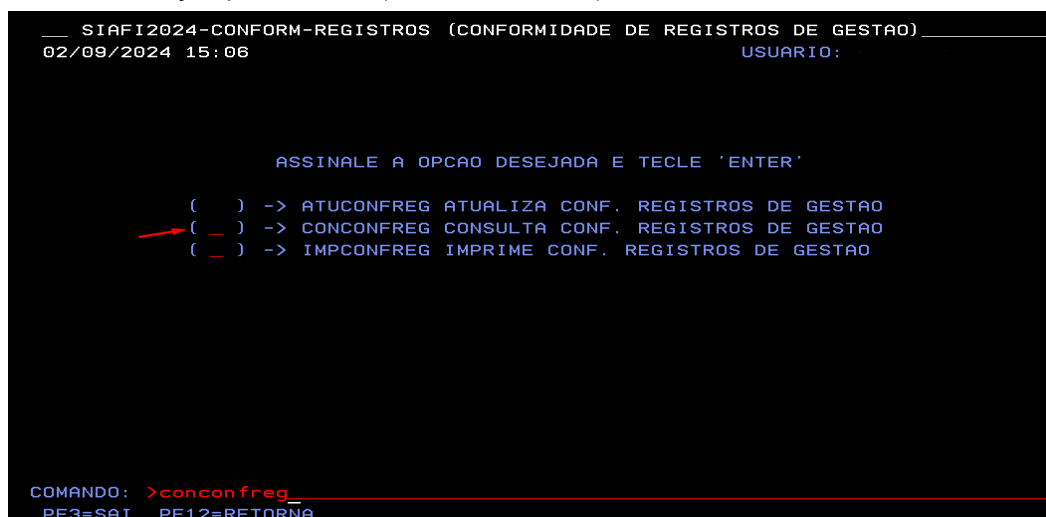 __ SIAFI2024-CONFORM-REGISTROS (CONFORMIDADE DE REGISTROS DE GESTAO)____________
02/09/2024 15:06 USUARIO:
ASSINALE A OPCAO DESEJADA E TECLE 'ENTER'
(   ) -> ATUCONFREG ATUALIZA CONF. REGISTROS DE GESTAO
( _ ) -> CONCONFREG CONSULTA CONF. REGISTROS DE GESTAO
( _ ) -> IMPCONFREG IMPRIME CONF. REGISTROS DE GESTAO
COMANDO: >conconfreg_
PF3=SAI PF12=RETORNA